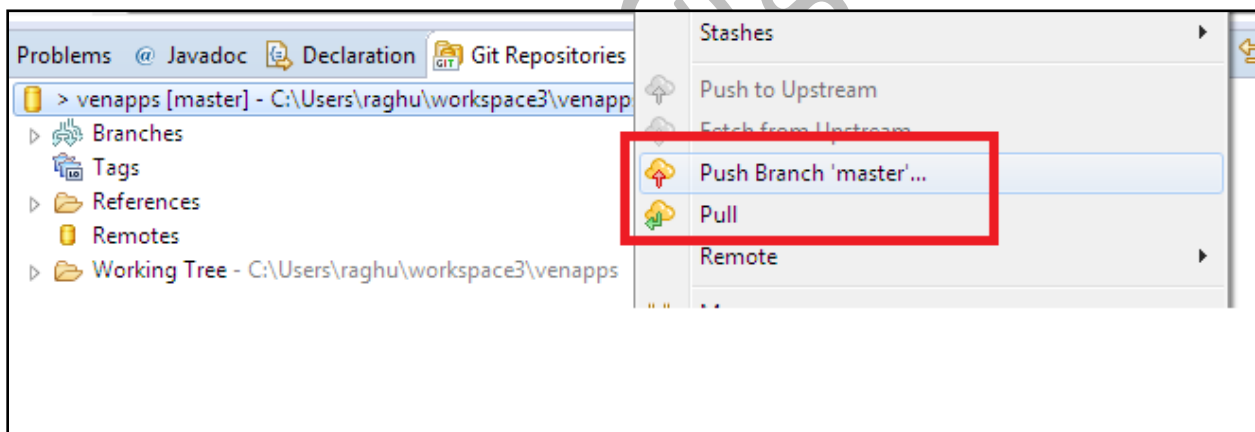 Problems @ Javadoc Declaration Git Repositories
> venapps [master] - C:\Users\raghu\workspace3\venapp
Branches
Tags
References
Remotes
Working Tree - C:\Users\raghu\workspace3\venapps
Stashes
Push to Upstream
Fetch from Upstream
Push Branch 'master'...
Pull
Remote